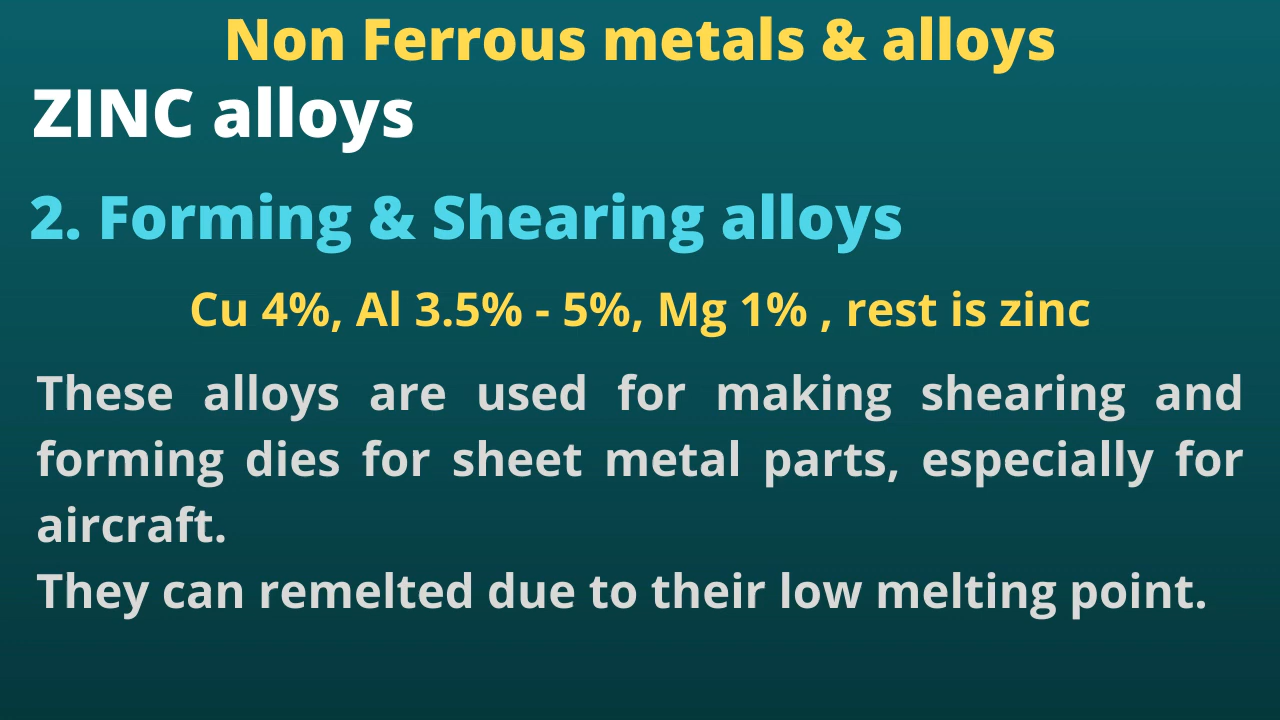 Non Ferrous metals & alloys
ZINC alloys
2. Forming & Shearing alloys
Cu 4%, Al 3.5% - 5%, Mg 1% , rest is zinc
These alloys are used for making shearing and
forming dies for sheet metal parts, especially for
aircraft.
They can remelted due to their low melting point.